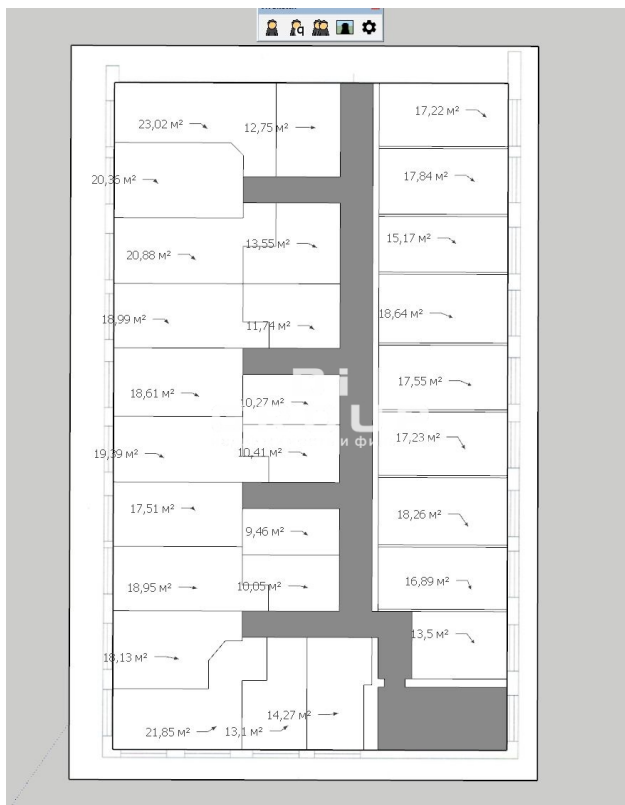 23,02 м²
12,75 м²
17,22 м²
20,36 м²
17,84 м²
13,55 м²
15,17 м²
20,88 м²
18,99 м²
11,74 м²
18,64 м²
18,61 м²
10,27 м²
17,55 м²
19,39 м²
10,41 м²
17,23 м²
17,51 м²
9,46 м²
18,26 м²
18,95 м²
10,05 м²
16,89 м²
18,13 м²
13,5 м²
21,85 м²
13,1 м²
14,27 м²